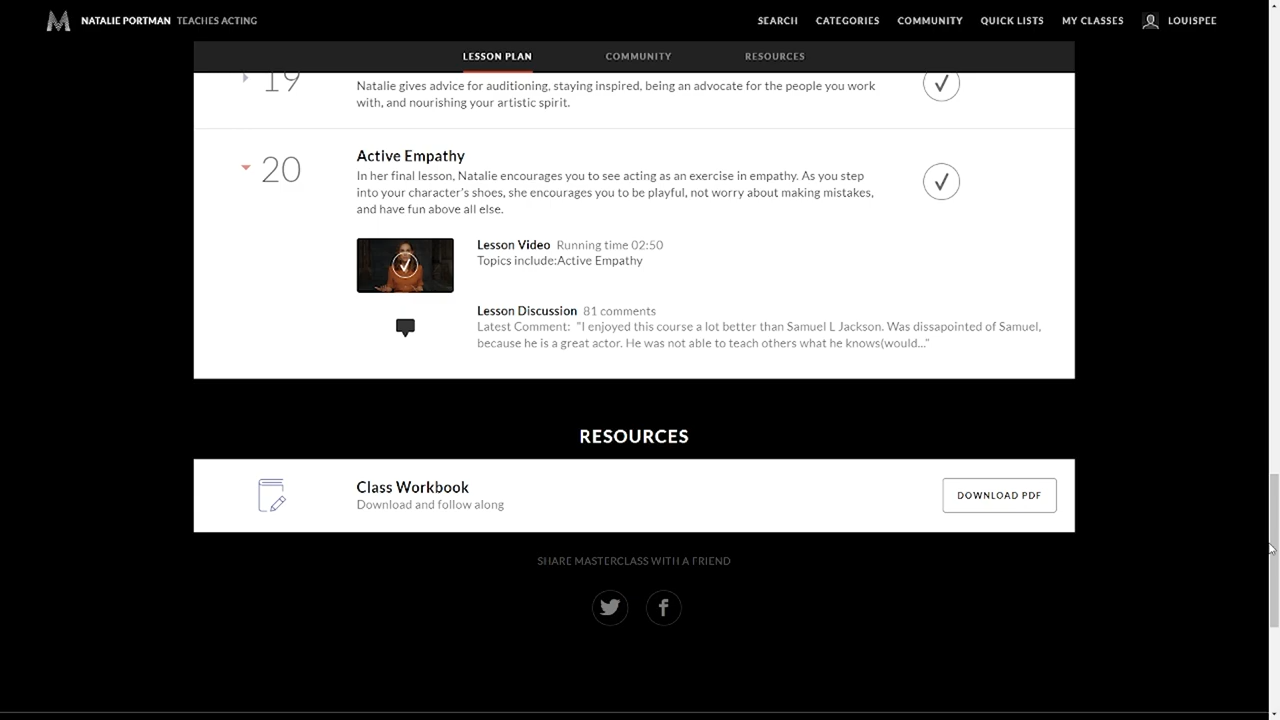 NATALIE PORTMAN TEACHES ACTING
SEARCH CATEGORIES COMMUNITY QUICK LISTS MY CLASSES LOUISPEE
LESSON PLAN COMMUNITY RESOURCES
19
Natalie gives advice for auditioning, staying inspired, being an advocate for the people you work
with, and nourishing your artistic spirit.
20
Active Empathy
In her final lesson, Natalie encourages you to see acting as an exercise in empathy. As you step
into your character's shoes, she encourages you to be playful, not worry about making mistakes,
and have fun above all else.
Lesson Video Running time 02:50
Topics include:Active Empathy
Lesson Discussion 81 comments
Latest Comment: "I enjoyed this course a lot better than Samuel L Jackson. Was dissapointed of Samuel,
because he is a great actor. He was not able to teach others what he knows(would..."
RESOURCES
Class Workbook
Download and follow along
DOWNLOAD PDF
SHARE MASTERCLASS WITH A FRIEND